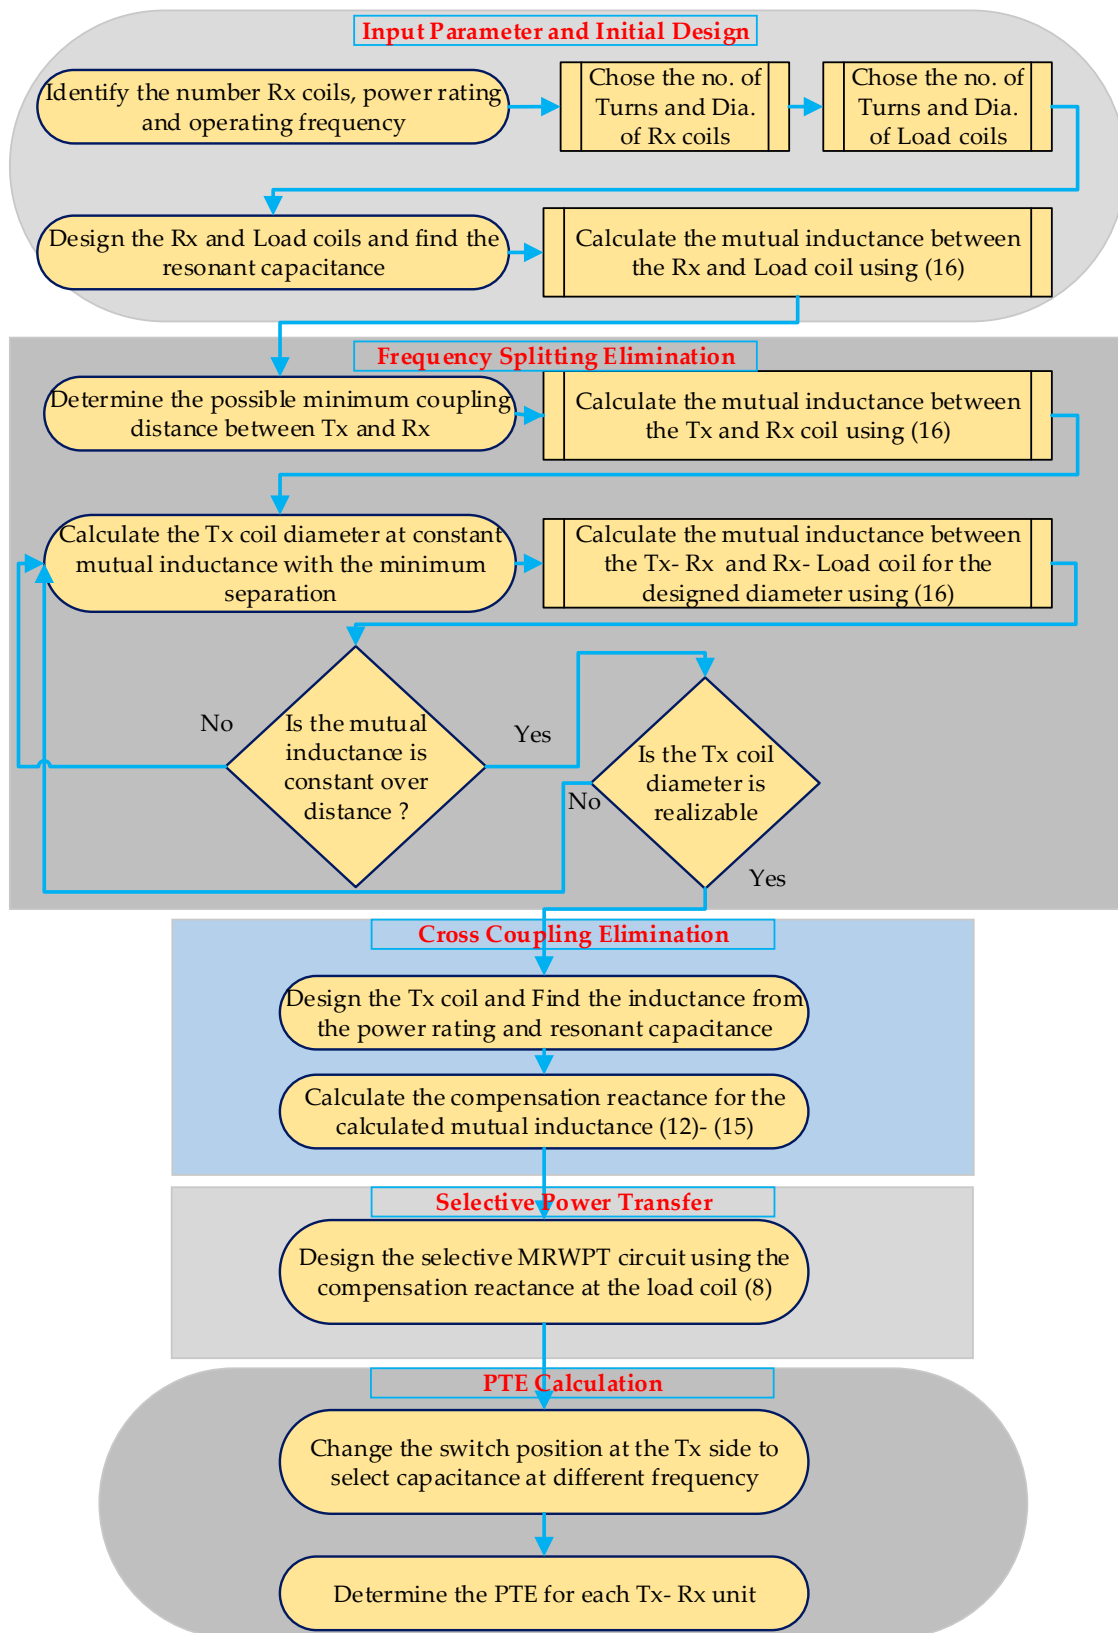 Input Parameter and Initial Design
Identify the number Rx coils, power rating
and operating frequency
Chose the no. of
Turns and Dia.
of Rx coils
Chose the no. of
Turns and Dia.
of Load coils
Design the Rx and Load coils and find the
resonant capacitance
Calculate the mutual inductance between
the Rx and Load coil using (16)
Frequency Splitting Elimination
Determine the possible minimum coupling
distance between Tx and Rx
Calculate the mutual inductance between
the Tx and Rx coil using (16)
Calculate the Tx coil diameter at constant
mutual inductance with the minimum
separation
Calculate the mutual inductance between
the Tx- Rx and Rx- Load coil for the
designed diameter using (16)
No
Is the mutual
inductance is
constant over
distance ?
Yes
Is the Tx coil
diameter is
realizable
No
Yes
Cross Coupling Elimination
Design the Tx coil and Find the inductance from
the power rating and resonant capacitance
Calculate the compensation reactance for the
calculated mutual inductance (12)- (15)
Selective Power Transfer
Design the selective MRWPT circuit using the
compensation reactance at the load coil (8)
PTE Calculation
Change the switch position at the Tx side to
select capacitance at different frequency
Determine the PTE for each Tx- Rx unit